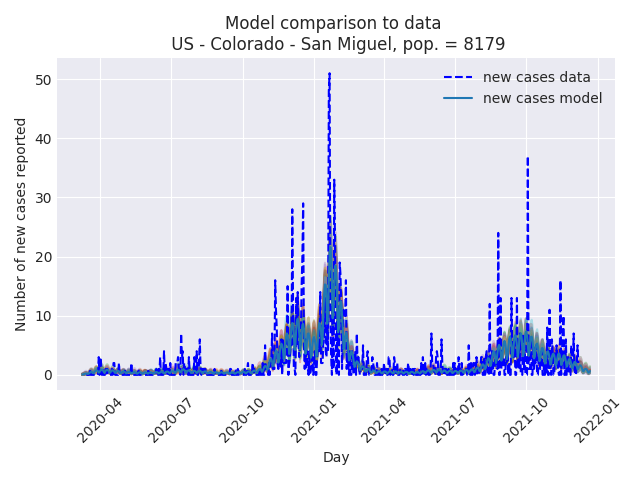 Model comparison to data
US - Colorado - San Miguel, pop. = 8179
new cases data
new cases model
Number of new cases reported
50
40
30
20
10
0
2020-04
2020-07
2020-10
2021-01
2021-04
2021-07
2021-10
2022-01
Day